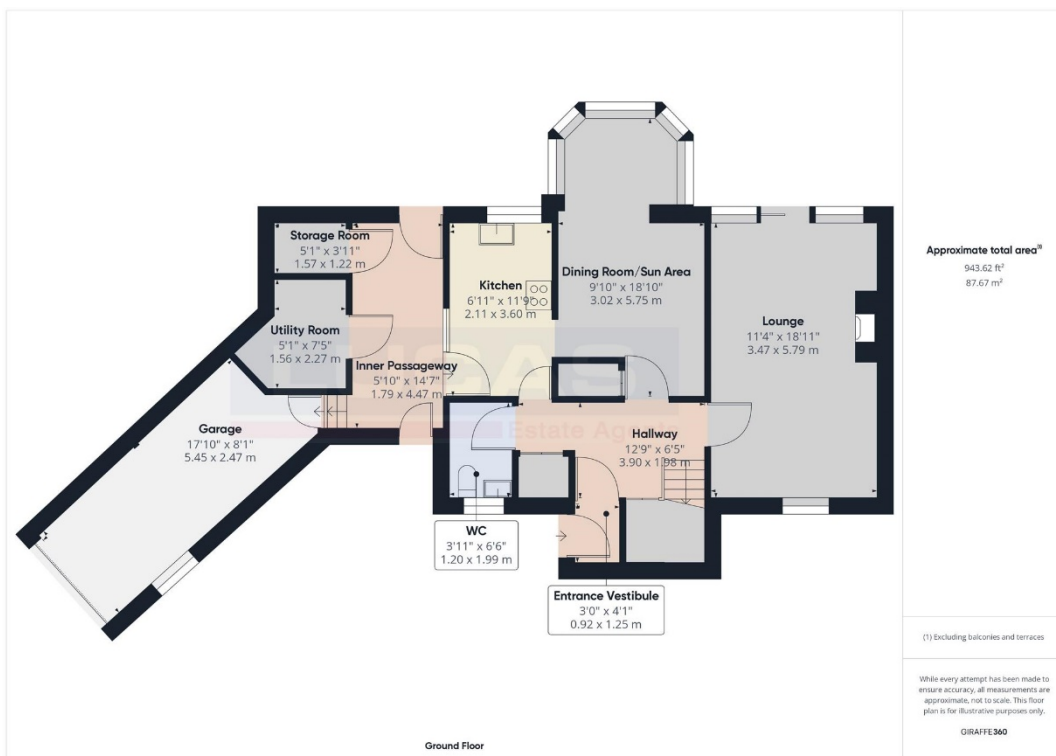 Storage Room
5'1" x 3'11"
1.57 x 1.22 m
Utility Room
5'1" x 7'5"
1.56 x 2.27 m
Inner Passageway
5'10" x 14'7"
1.79 x 4.47 m
Kitchen
6'11" x 11'9"
2.11 x 3.60 m
Dining Room/Sun Area
9'10" x 18'10"
3.02 x 5.75 m
Lounge
11'4" x 18'11"
3.47 x 5.79 m
Garage
17'10" x 8'1"
5.45 x 2.47 m
LUCAS
Estate Agents
Hallway
12'9" x 6'5"
3.90 x 1.98 m
WC
3'11" x 6'6"
1.20 x 1.99 m
Entrance Vestibule
3'0" x 4'1"
0.92 x 1.25 m
Ground Floor
Approximate total area⁽¹⁾
943.62 ft²
87.67 m²
(1) Excluding balconies and terraces
While every attempt has been made to
ensure accuracy, all measurements are
approximate, not to scale. This floor
plan is for illustrative purposes only.
GIRAFFE360